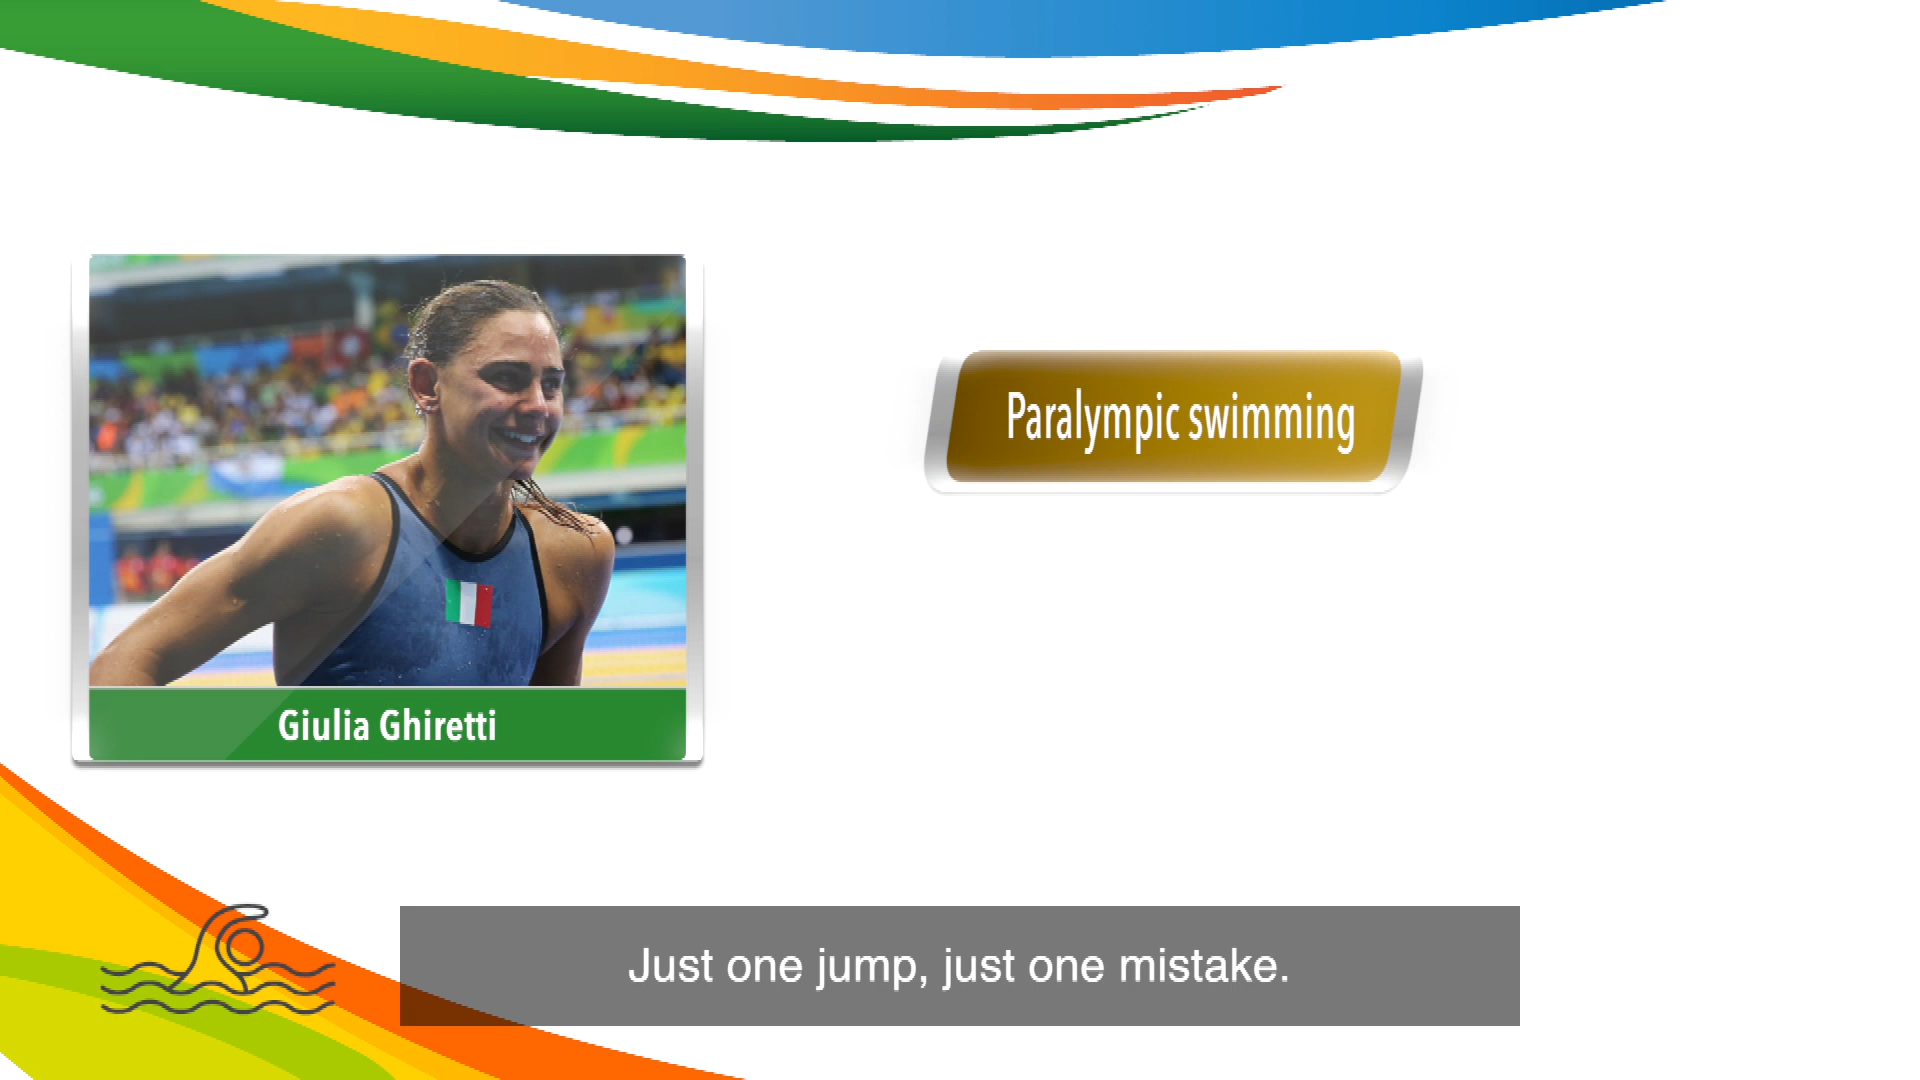 Paralympic swimming
Giulia Ghiretti
Just one jump, just one mistake.